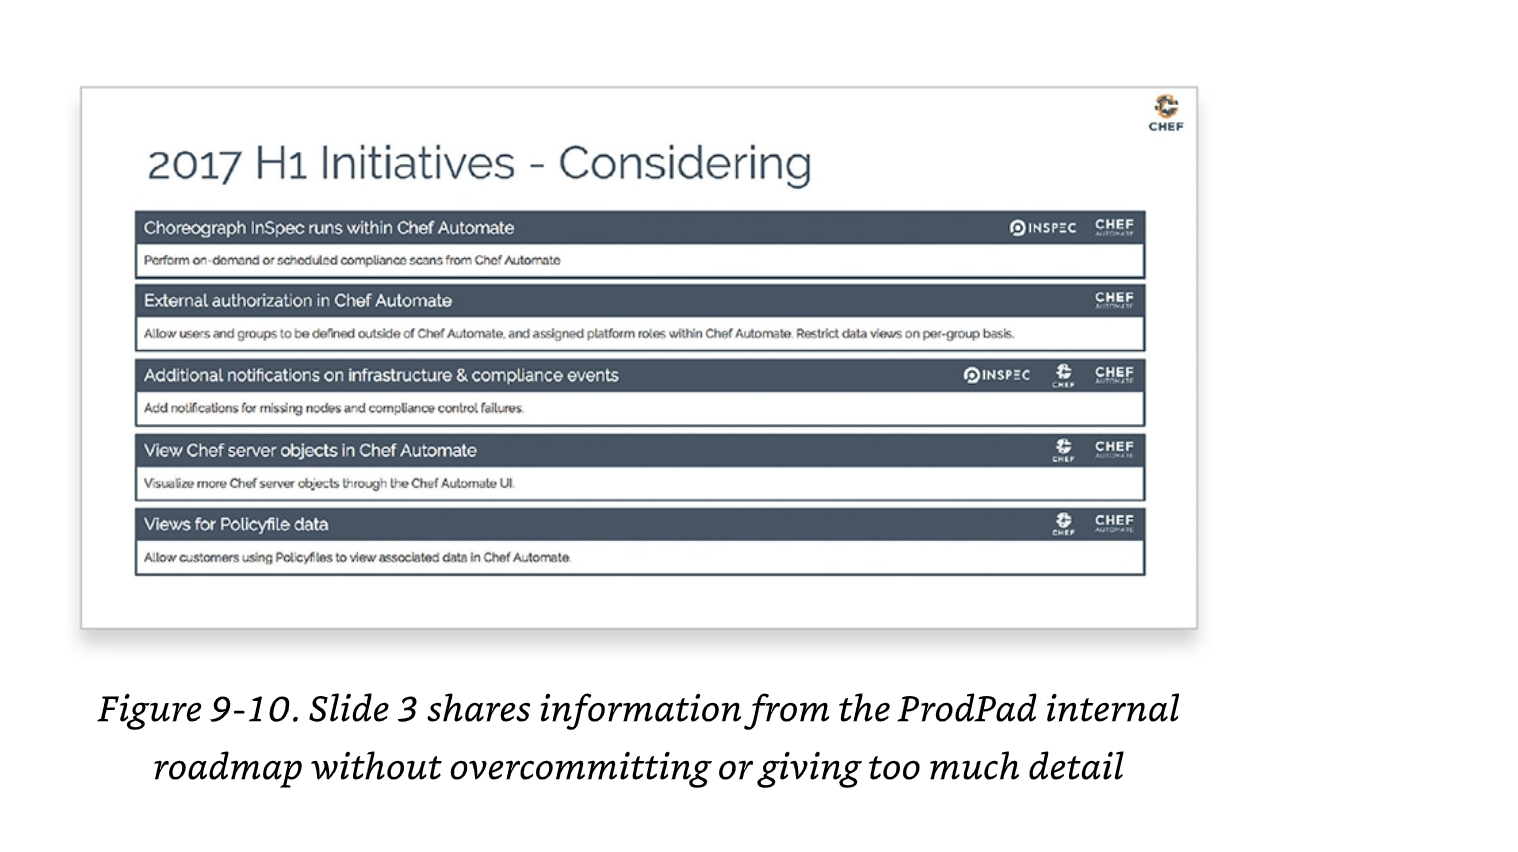 CHEF
2017 H1 Initiatives - Considering
Choreograph InSpec runs within Chef Automate INSPEC CHEF AUTOMATE
Perform on-demand or scheduled compliance scans from Chef Automate
External authorization in Chef Automate CHEF AUTOMATE
Allow users and groups to be defined outside of Chef Automate, and assigned platform roles within Chef Automate. Restrict data views on per-group basis.
Additional notifications on infrastructure & compliance events INSPEC CHEF CHEF AUTOMATE
Add notifications for missing nodes and compliance control failures.
View Chef server objects in Chef Automate CHEF CHEF AUTOMATE
Visualize more Chef server objects through the Chef Automate UI.
Views for Policyfile data CHEF CHEF AUTOMATE
Allow customers using Policyfiles to view associated data in Chef Automate.
Figure 9-10. Slide 3 shares information from the ProdPad internal
roadmap without overcommitting or giving too much detail